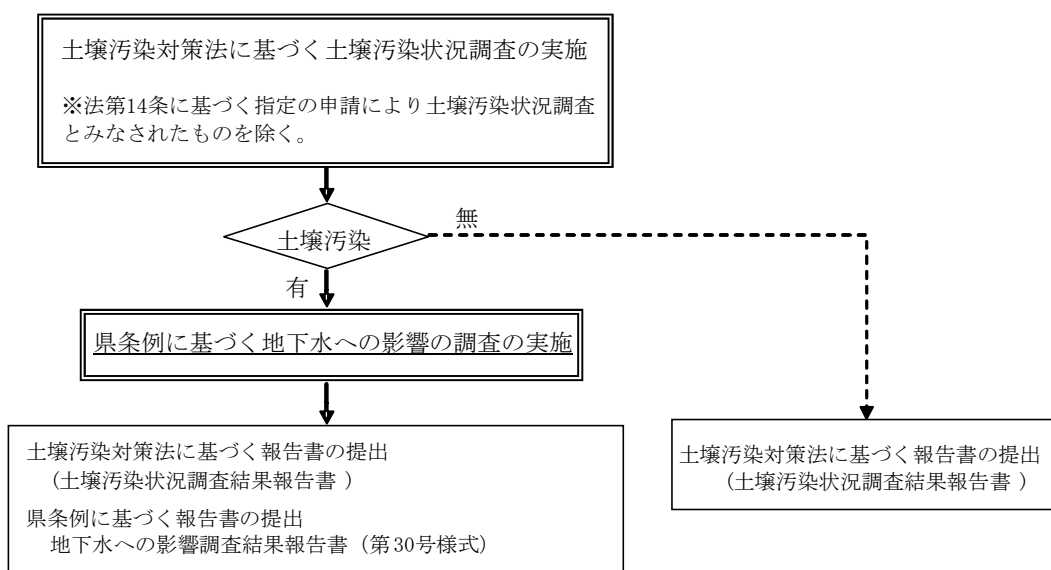 土壌汚染対策法に基づく土壌汚染状況調査の実施
※法第14条に基づく指定の申請により土壌汚染状況調査
とみなされたものを除く。
土壌汚染
無
有
県条例に基づく地下水への影響の調査の実施
土壌汚染対策法に基づく報告書の提出
(土壌汚染状況調査結果報告書 )
県条例に基づく報告書の提出
地下水への影響調査結果報告書(第30号様式)
土壌汚染対策法に基づく報告書の提出
(土壌汚染状況調査結果報告書 )